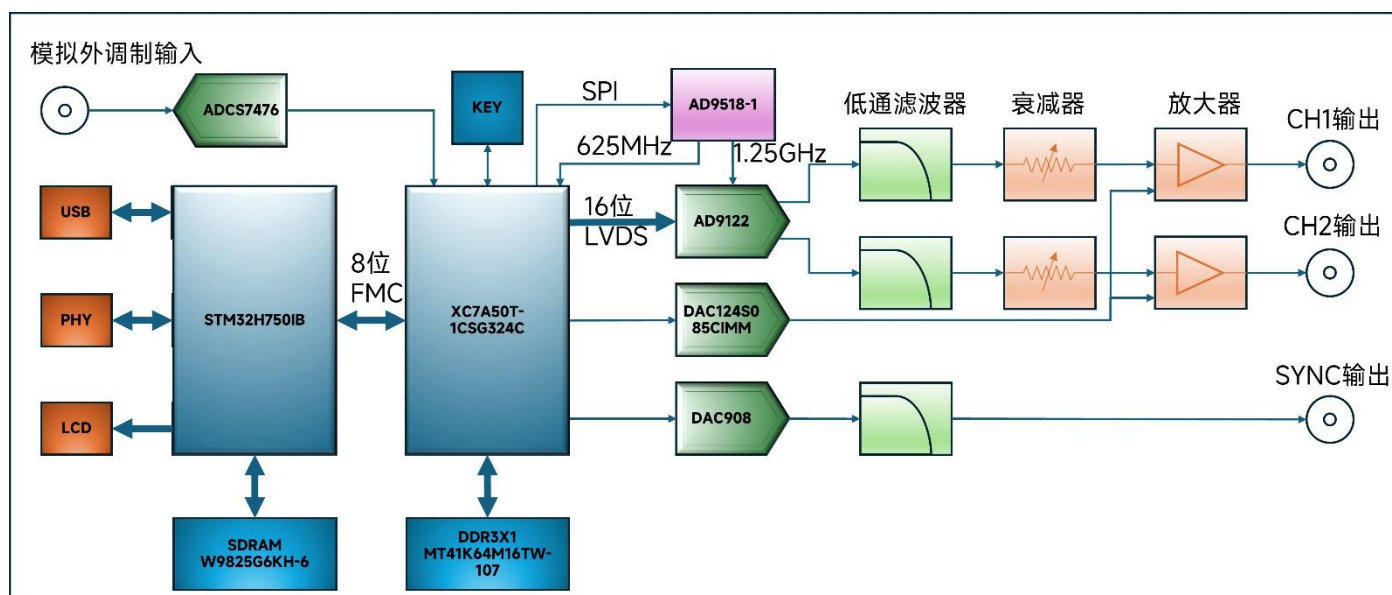 模拟外调制输入
ADCS7476
KEY
SPI
AD9518-1
625MHz
1.25GHz
低通滤波器
衰减器
放大器
CH1输出
USB
PHY
LCD
STM32H750IB
8位
FMC
XC7A50T-
1CSG324C
16位
LVDS
AD9122
CH2输出
DAC124S0
85CIMM
DAC908
SYNC输出
SDRAM
W9825G6KH-6
DDR3X1
MT41K64M16TW-
107